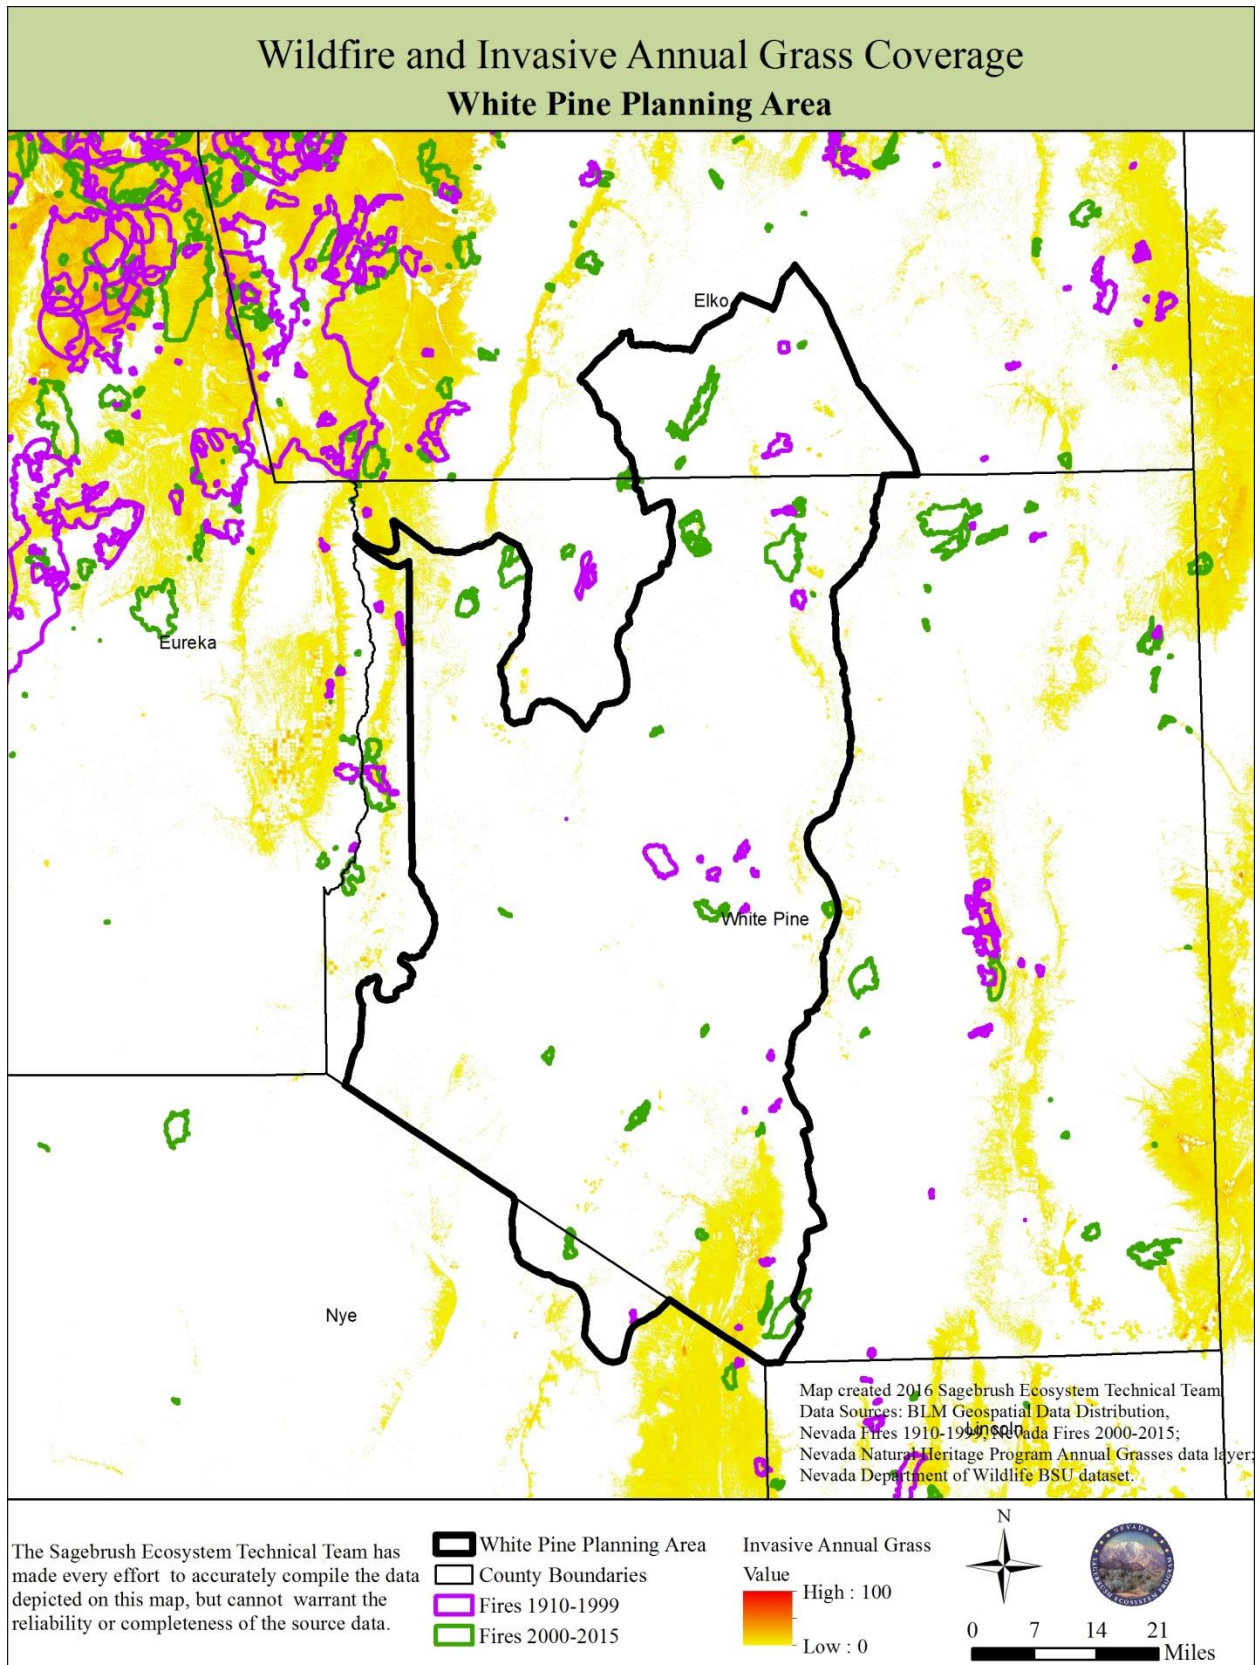 Wildfire and Invasive Annual Grass Coverage
White Pine Planning Area
Elko
Eureka
White Pine
Nye
Lincoln
Map created 2016 Sagebrush Ecosystem Technical Team
Data Sources: BLM Geospatial Data Distribution,
Nevada Fires 1910-1999, Nevada Fires 2000-2015;
Nevada Natural Heritage Program Annual Grasses data layer;
Nevada Department of Wildlife BSU dataset.
The Sagebrush Ecosystem Technical Team has
made every effort to accurately compile the data
depicted on this map, but cannot warrant the
reliability or completeness of the source data.
White Pine Planning Area
County Boundaries
Fires 1910-1999
Fires 2000-2015
Invasive Annual Grass
Value
High : 100
Low : 0
N
NEVADA
SAGEBRUSH ECOSYSTEM PROGRAM
0 7 14 21
Miles